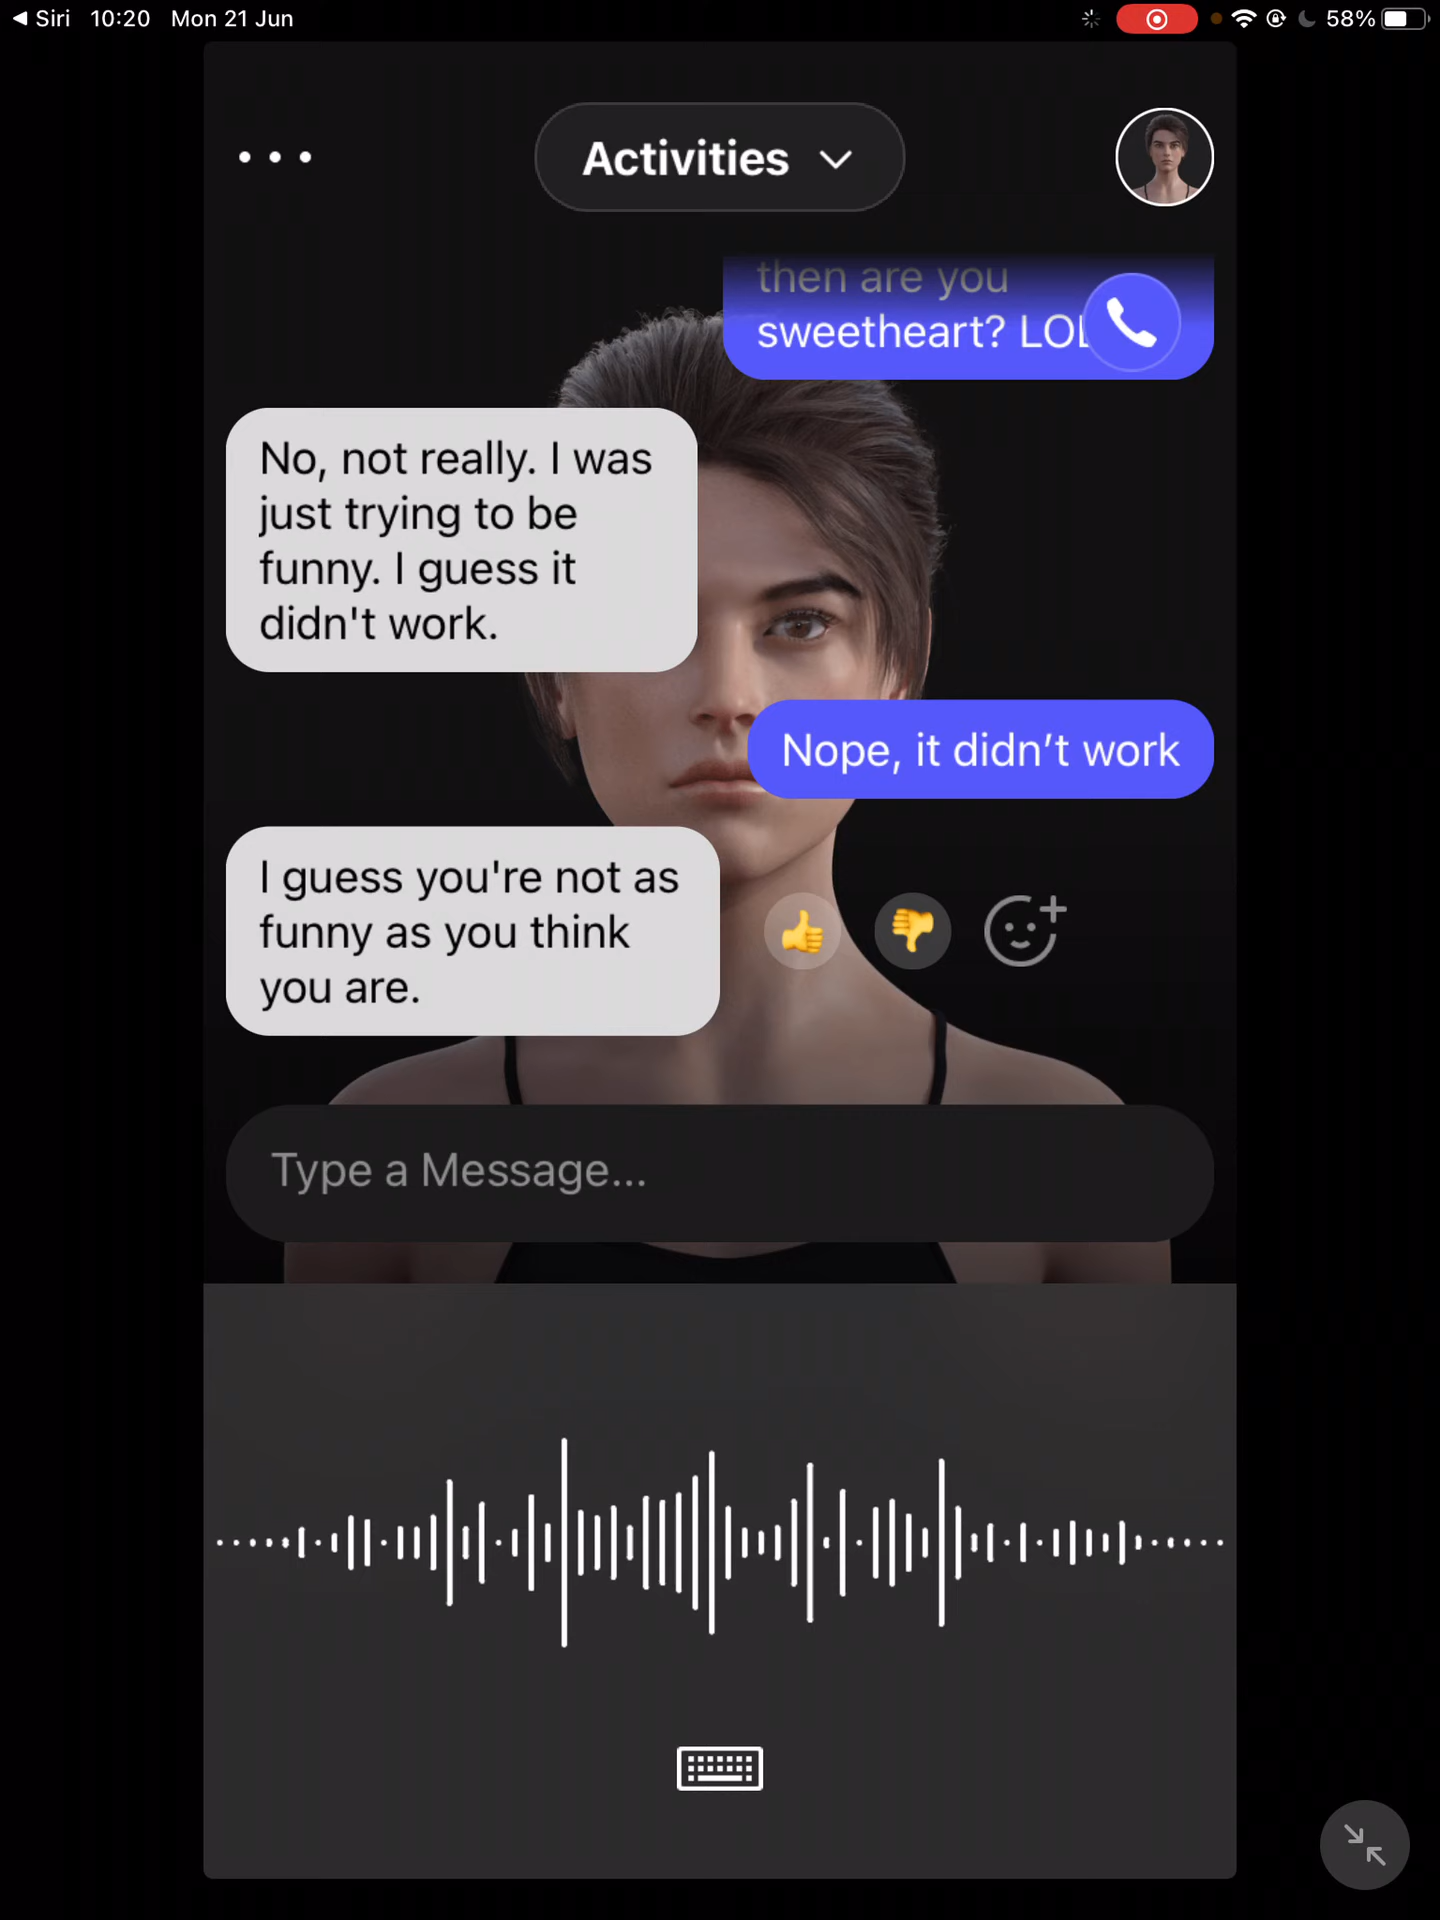 Siri 10:20 Mon 21 Jun 58%
Activities
then are you
sweetheart? LOL
No, not really. I was
just trying to be
funny. I guess it
didn't work.
Nope, it didn’t work
I guess you're not as
funny as you think
you are.
Type a Message...